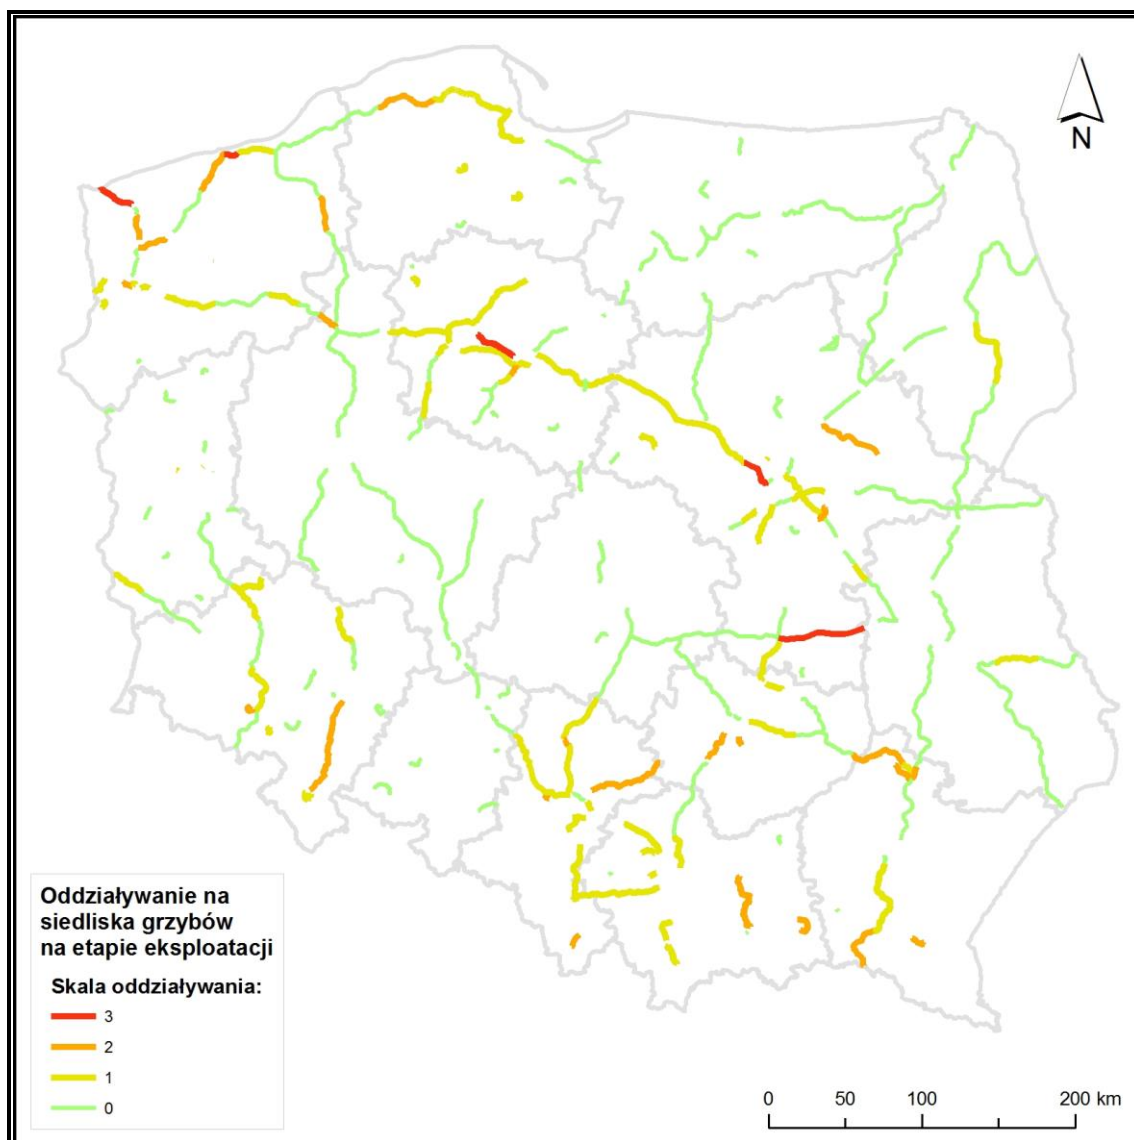 N
Oddziaływanie na
siedliska grzybów
na etapie eksploatacji
Skala oddziaływania:
3
2
1
0
0 50 100 200 km